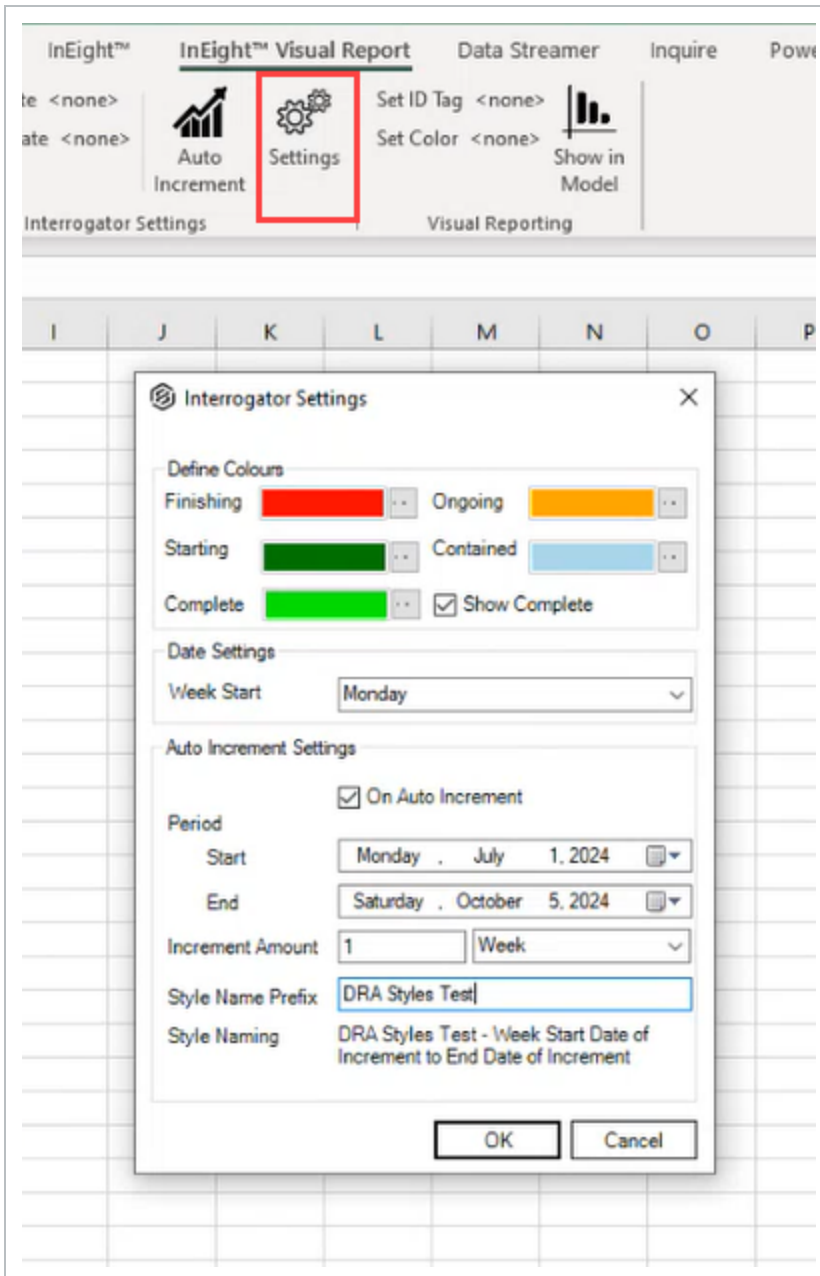 InEight™ InEight™ Visual Report Data Streamer Inquire Powe
te <none> Set ID Tag <none>
ate <none> Set Color <none>
Auto Increment Settings Show in Model
Interrogator Settings Visual Reporting
I J K L M N O P
Interrogator Settings
Define Colours
Finishing Ongoing
Starting Contained
Complete Show Complete
Date Settings
Week Start Monday
Auto Increment Settings
On Auto Increment
Period
Start Monday , July 1, 2024
End Saturday , October 5, 2024
Increment Amount 1 Week
Style Name Prefix DRA Styles Test
Style Naming DRA Styles Test - Week Start Date of
Increment to End Date of Increment
OK Cancel